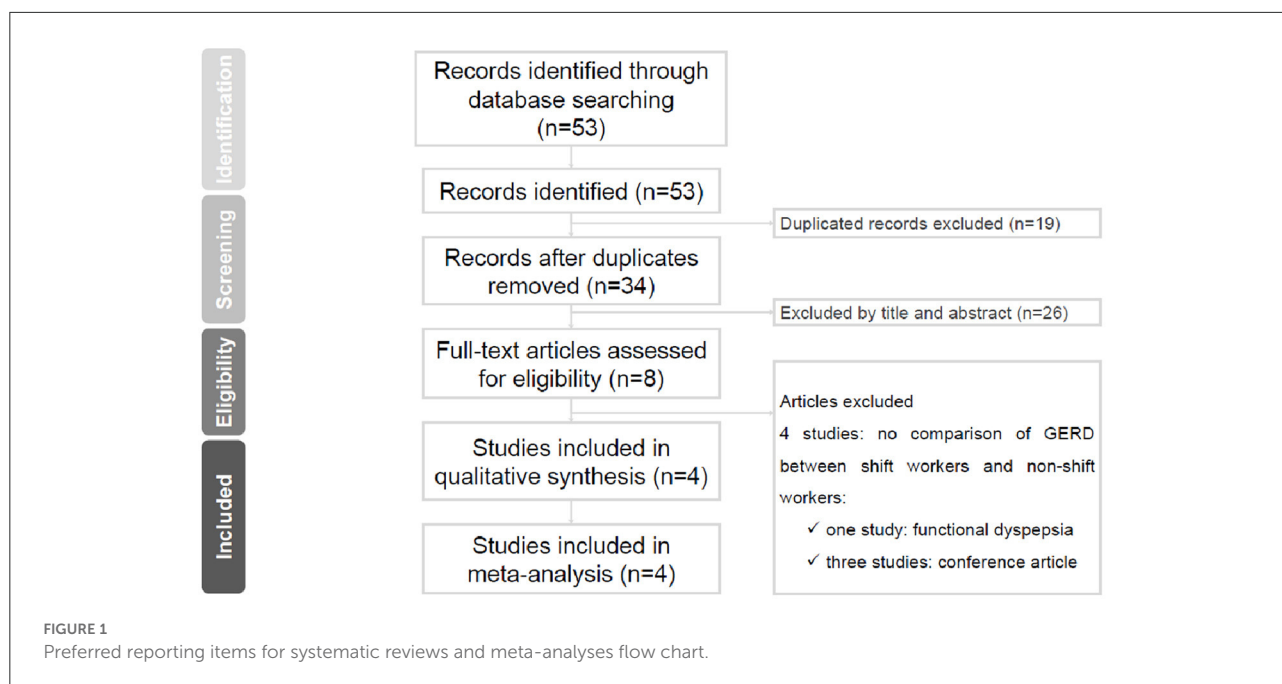 Identification
Screening
Eligibility
Included
Records identified through
database searching
(n=53)
Records identified (n=53)
Duplicated records excluded (n=19)
Records after duplicates
removed (n=34)
Excluded by title and abstract (n=26)
Full-text articles assessed
for eligibility (n=8)
Articles excluded
4 studies: no comparison of GERD
between shift workers and non-shift
workers:
✓ one study: functional dyspepsia
✓ three studies: conference article
Studies included in
qualitative synthesis (n=4)
Studies included in
meta-analysis (n=4)
FIGURE 1
Preferred reporting items for systematic reviews and meta-analyses flow chart.